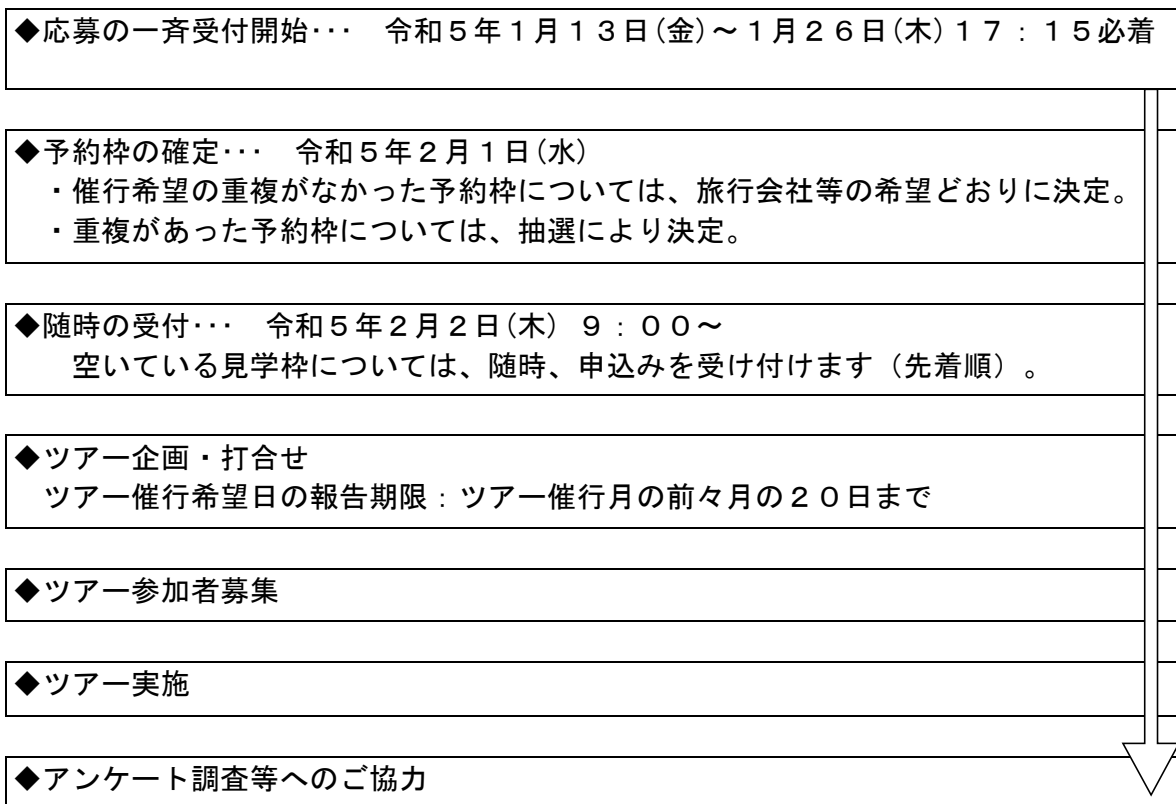 ◆応募の一斉受付開始･･･　令和５年１月１３日(金)～１月２６日(木)１７：１５必着
◆予約枠の確定･･･　令和５年２月１日(水)
・催行希望の重複がなかった予約枠については、旅行会社等の希望どおりに決定。
・重複があった予約枠については、抽選により決定。
◆随時の受付･･･　令和５年２月２日(木)　９：００～
空いている見学枠については、随時、申込みを受け付けます（先着順）。
◆ツアー企画・打合せ
ツアー催行希望日の報告期限：ツアー催行月の前々月の２０日まで
◆ツアー参加者募集
◆ツアー実施
◆アンケート調査等へのご協力